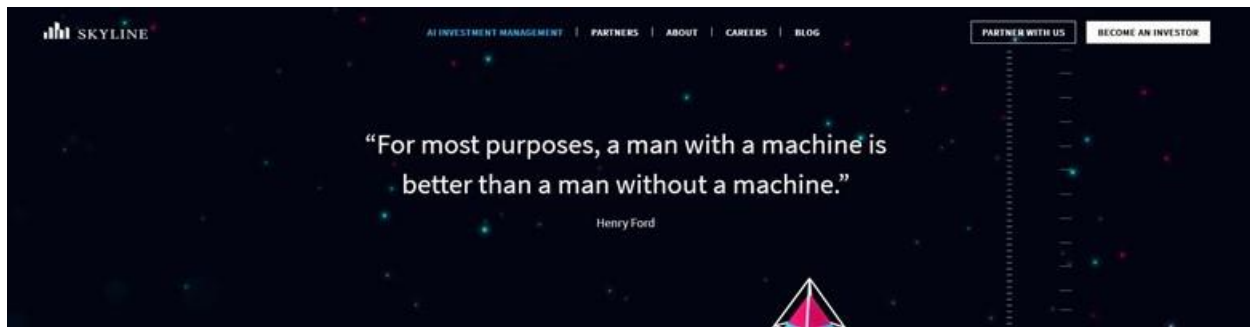 SKYLINE
AI INVESTMENT MANAGEMENT | PARTNERS | ABOUT | CAREERS | BLOG
PARTNER WITH US
BECOME AN INVESTOR
“For most purposes, a man with a machine is
better than a man without a machine.”
Henry Ford